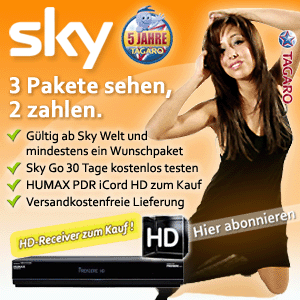 sky
5 JAHRE
TAGARO
TAGARO
3 Pakete sehen,
2 zahlen.
Gültig ab Sky Welt und
mindestens ein Wunschpaket
Sky Go 30 Tage kostenlos testen
HUMAX PDR iCord HD zum Kauf
Versandkostenfreie Lieferung
HD-Receiver zum Kauf !
HD
Hier abonnieren